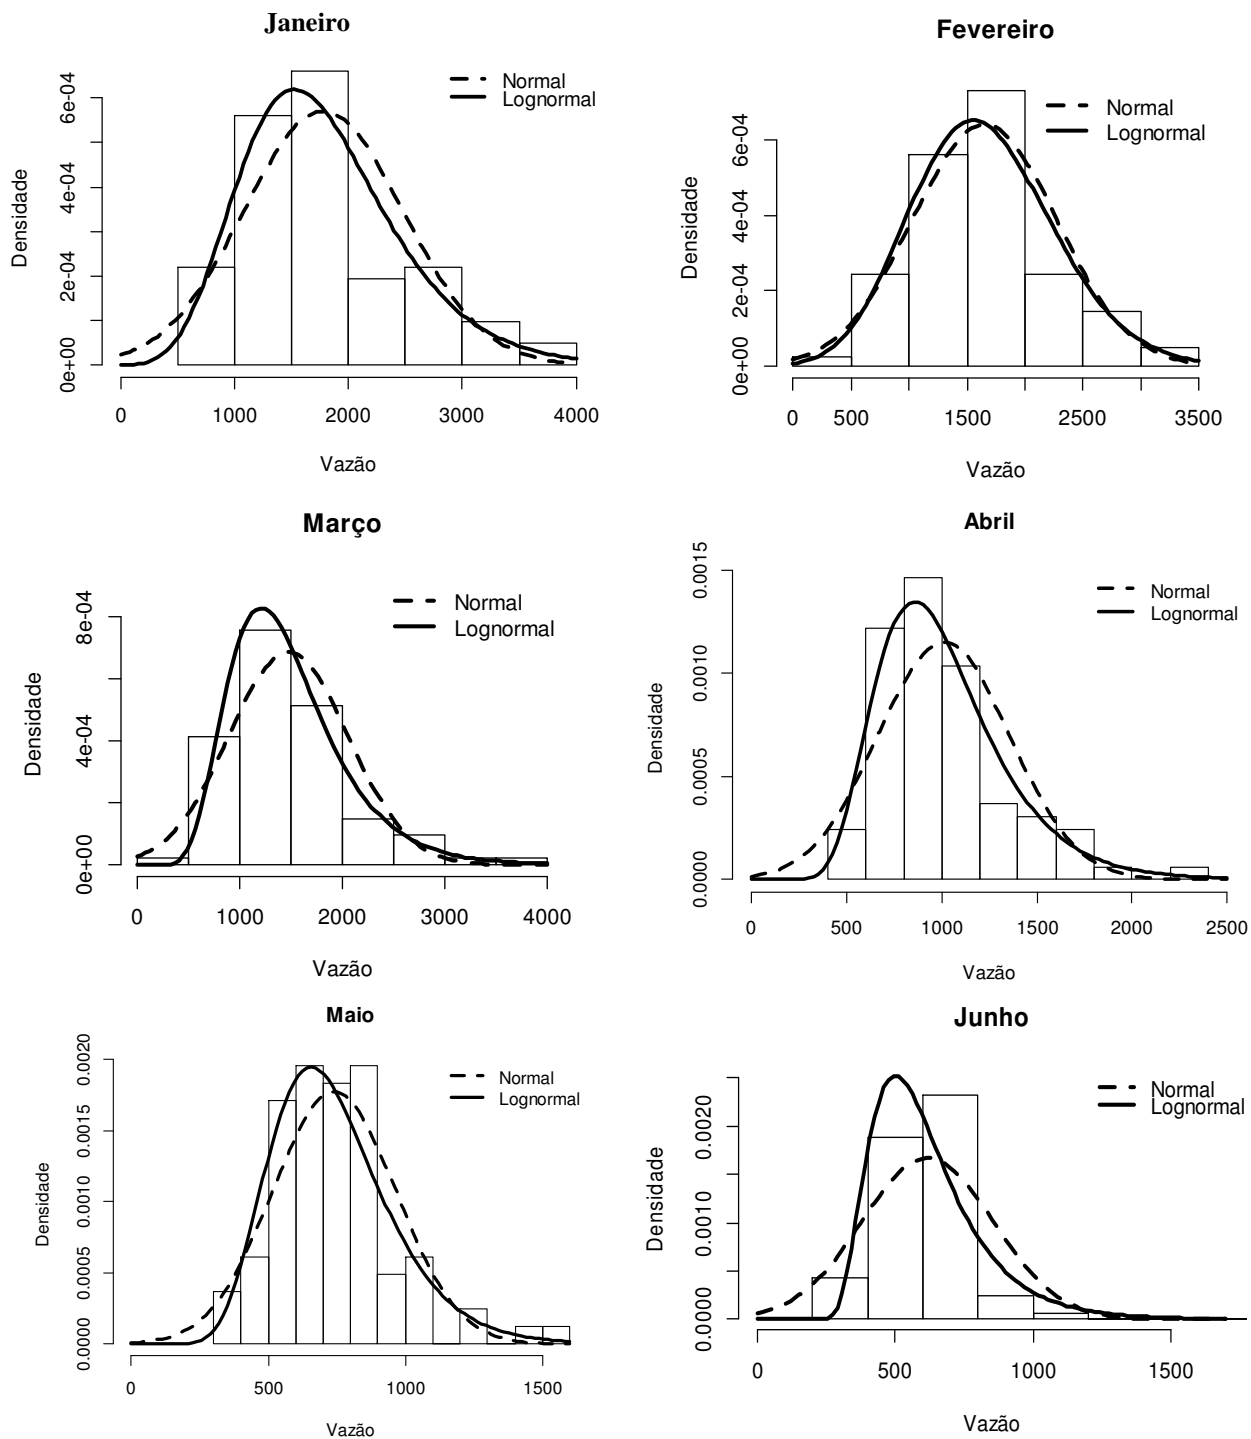 Janeiro
Normal
Lognormal
Densidade
0e+00 2e-04 4e-04 6e-04
0 1000 2000 3000 4000
Vazão
Fevereiro
Normal
Lognormal
Densidade
0e+00 2e-04 4e-04 6e-04
0 500 1500 2500 3500
Vazão
Março
Normal
Lognormal
Densidade
0e+00 4e-04 8e-04
0 1000 2000 3000 4000
Vazão
Abril
Normal
Lognormal
Densidade
0.0000 0.0005 0.0010 0.0015
0 500 1000 1500 2000 2500
Vazão
Maio
Normal
Lognormal
Densidade
0.0000 0.0005 0.0010 0.0015 0.0020
0 500 1000 1500
Vazão
Junho
Normal
Lognormal
Densidade
0.0000 0.0010 0.0020
0 500 1000 1500
Vazão